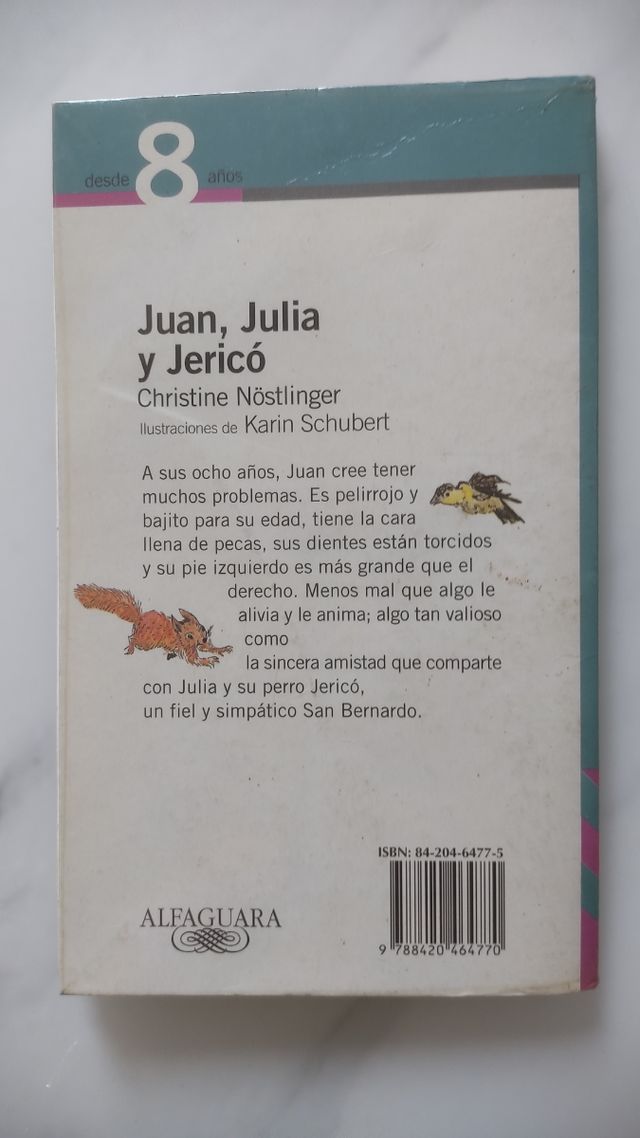 desde 8 años
Juan, Julia
y Jericó
Christine Nöstlinger
Ilustraciones de Karin Schubert
A sus ocho años, Juan cree tener
muchos problemas. Es pelirrojo y
bajito para su edad, tiene la cara
llena de pecas, sus dientes están torcidos
y su pie izquierdo es más grande que el
derecho. Menos mal que algo le
alivia y le anima; algo tan valioso
como
la sincera amistad que comparte
con Julia y su perro Jericó,
un fiel y simpático San Bernardo.
ISBN: 84-204-6477-5
ALFAGUARA
9 788420 464770